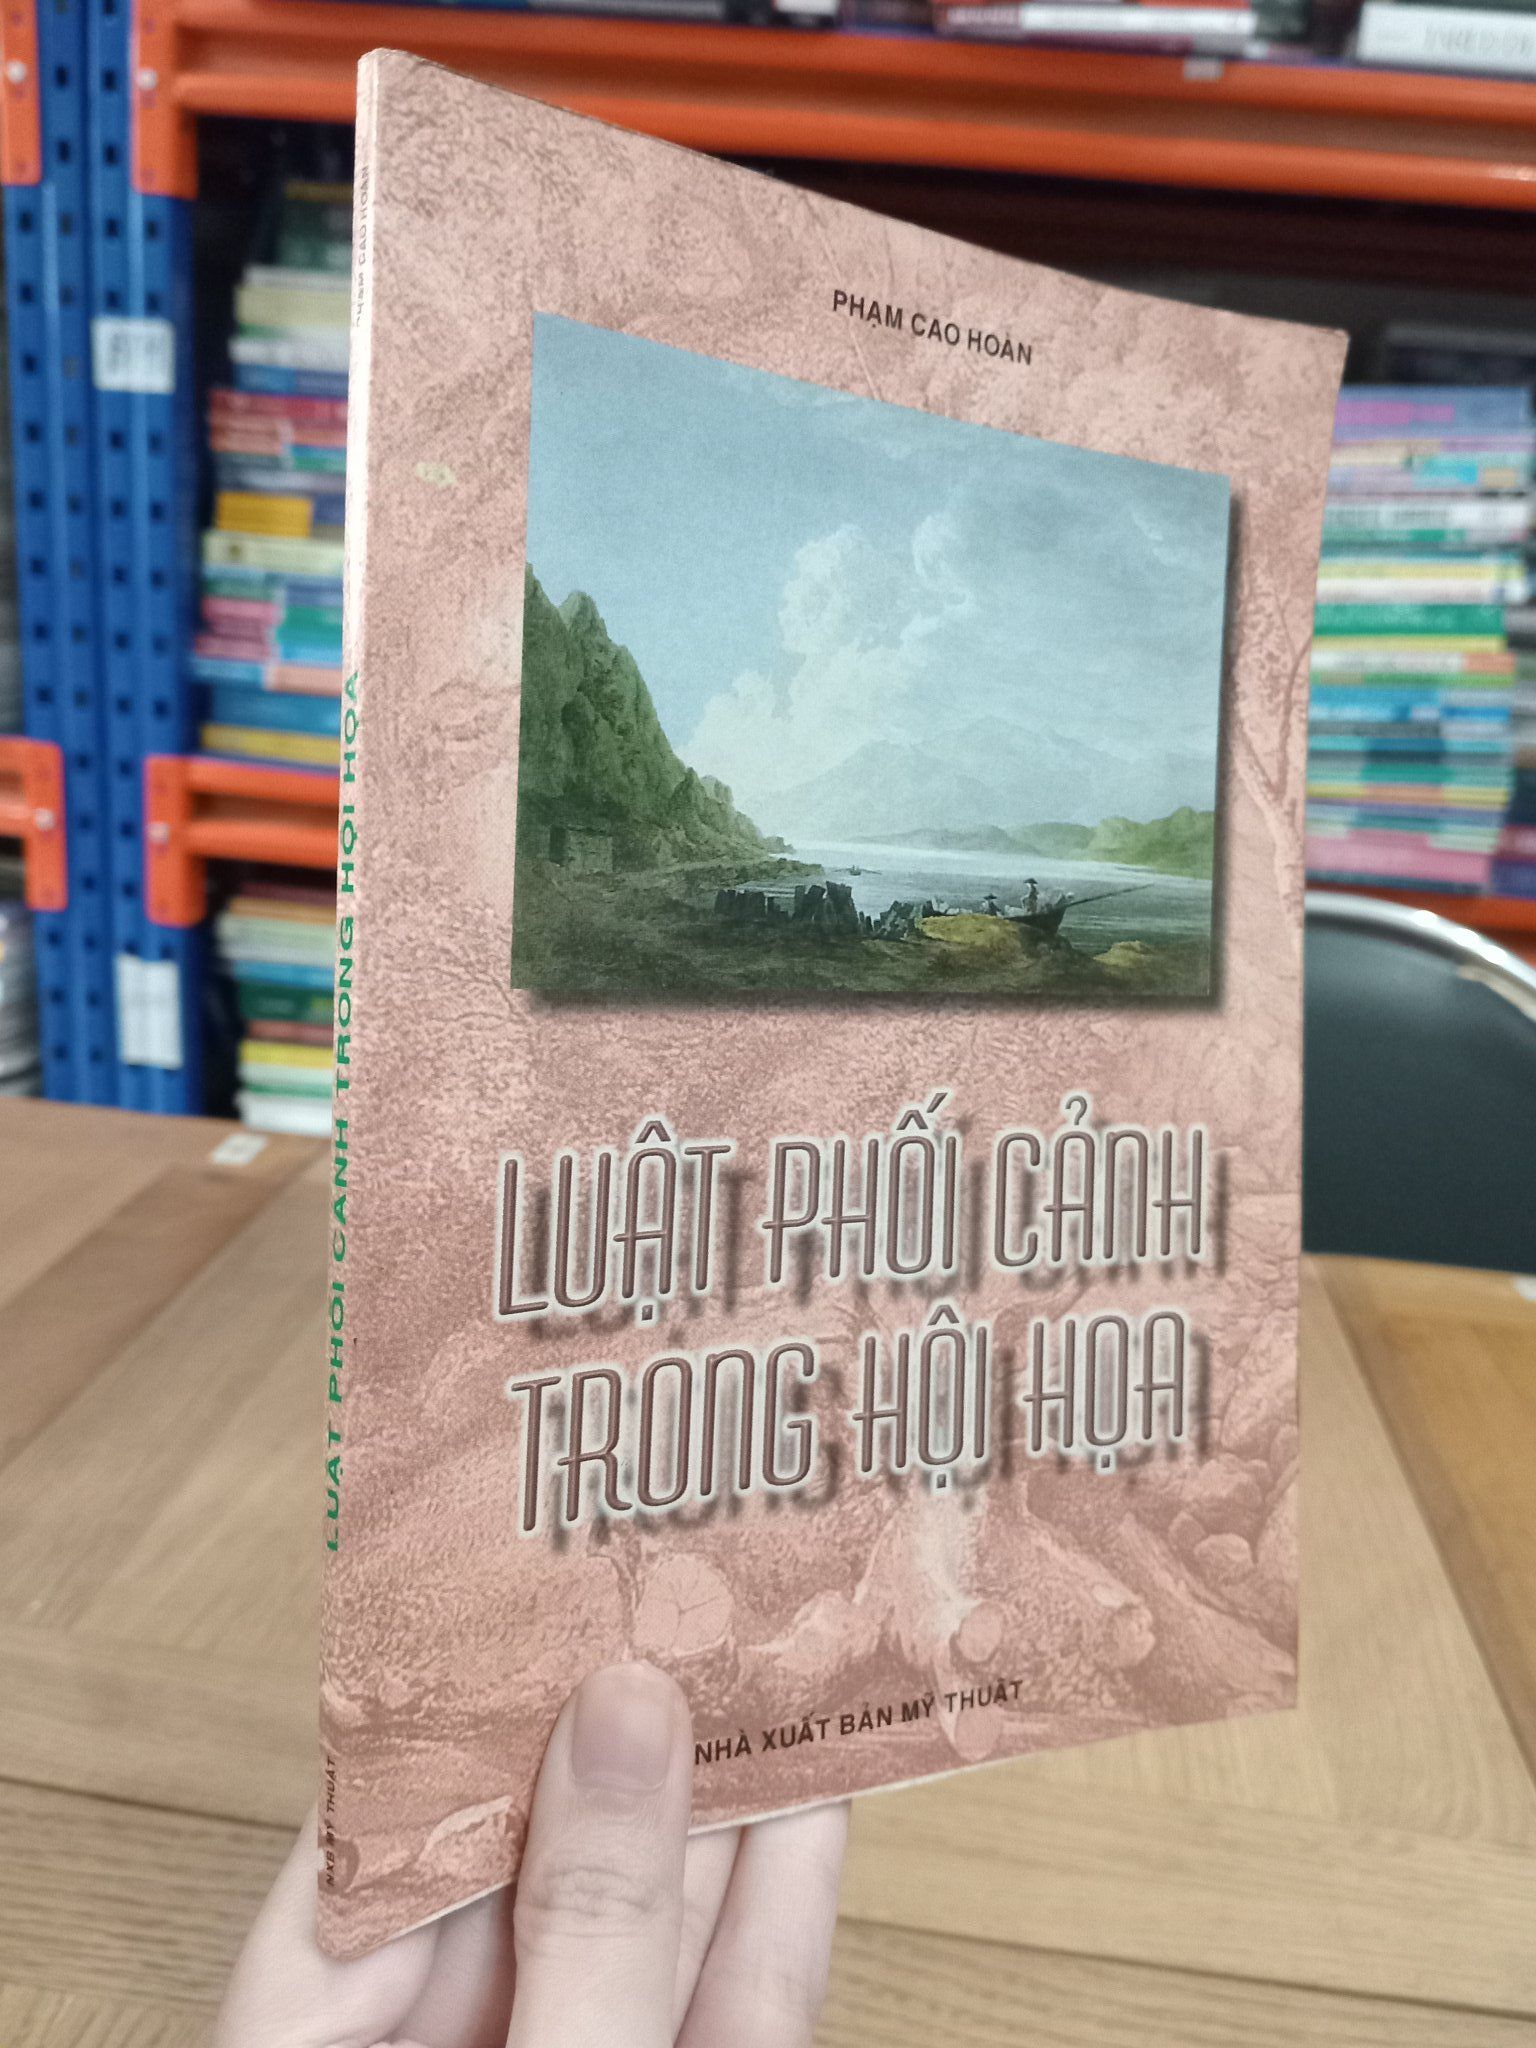 PHẠM CAO HOÀN
LUẬT PHỐI CẢNH
TRONG HỘI HỌA
NHÀ XUẤT BẢN MỸ THUẬT
PHẠM CAO HOÀN
LUẬT PHỐI CẢNH TRONG HỘI HỌA
NXB MỸ THUẬT